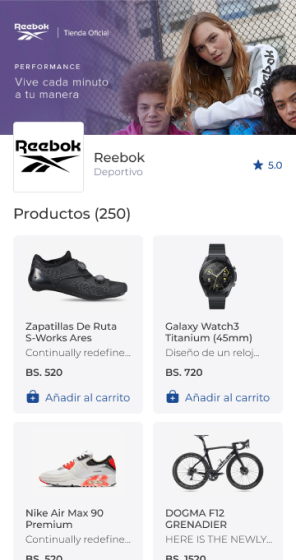 Reebok
Tienda Oficial
PERFORMANCE
Vive cada minuto
a tu manera
Reebok
Reebok
Reebok
Deportivo
5.0
Productos (250)
Zapatillas De Ruta
S-Works Ares
Continually redefine...
BS. 520
Añadir al carrito
Galaxy Watch3
Titanium (45mm)
Diseño de un reloj...
BS. 720
Añadir al carrito
Nike Air Max 90
Premium
Continually redefine...
BS. 520
DOGMA F12
GRENADIER
HERE IS THE NEWLY...
BS. 1520